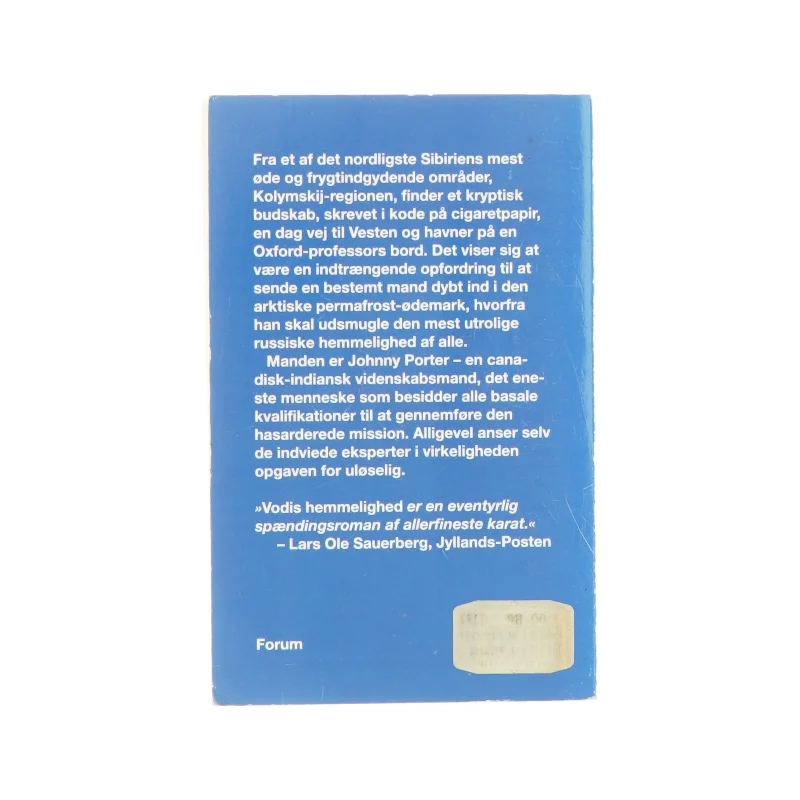 Fra et af det nordligste Sibiriens mest
øde og frygtindgydende områder,
Kolymskij-regionen, finder et kryptisk
budskab, skrevet i kode på cigaretpapir,
en dag vej til Vesten og havner på en
Oxford-professors bord. Det viser sig at
være en indtrængende opfordring til at
sende en bestemt mand dybt ind i den
arktiske permafrost-ødemark, hvorfra
han skal udsmugle den mest utrolige
russiske hemmelighed af alle.
Manden er Johnny Porter – en cana-
disk-indiansk videnskabsmand, det ene-
ste menneske som besidder alle basale
kvalifikationer til at gennemføre den
hasarderede mission. Alligevel anser selv
de indviede eksperter i virkeligheden
opgaven for uløselig.
»Vodis hemmelighed er en eventyrlig
spændingsroman af allerfineste karat.«
– Lars Ole Sauerberg, Jyllands-Posten
Forum